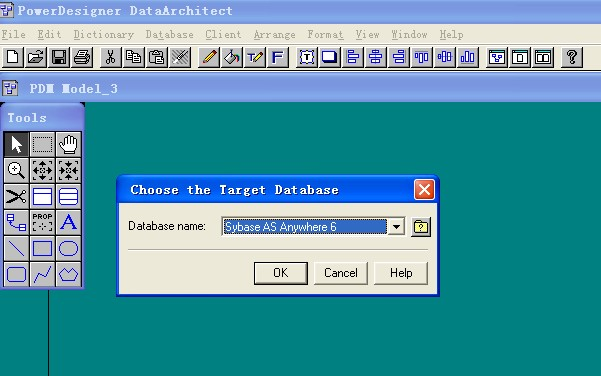 PowerDesigner DataArchitect
File Edit Dictionary Database Client Arrange Format View Window Help
PDM Model_3
Tools
PROP
A
Choose the Target Database
Database name: Sybase AS Anywhere 6
OK Cancel Help